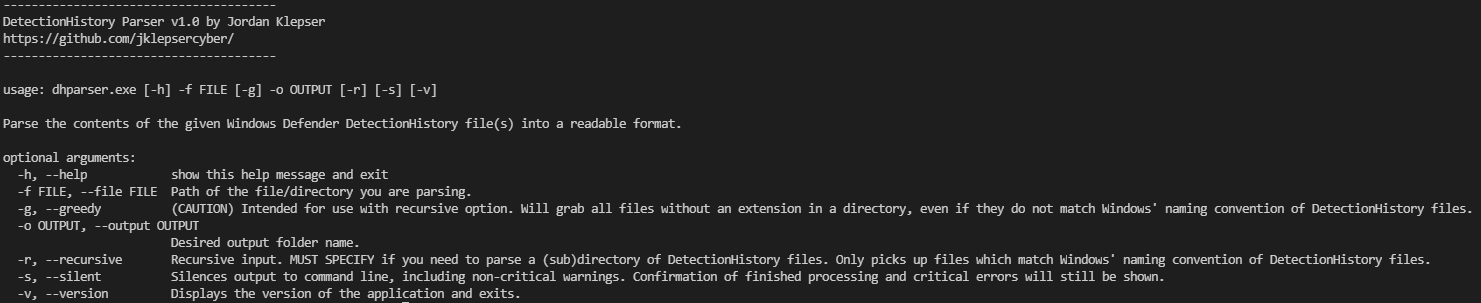 ---------------------------------------
DetectionHistory Parser v1.0 by Jordan Klepser
https://github.com/jklepsercyber/
---------------------------------------
usage: dhparser.exe [-h] -f FILE [-g] -o OUTPUT [-r] [-s] [-v]
Parse the contents of the given Windows Defender DetectionHistory file(s) into a readable format.
optional arguments:
-h, --help            show this help message and exit
-f FILE, --file FILE  Path of the file/directory you are parsing.
-g, --greedy          (CAUTION) Intended for use with recursive option. Will grab all files without an extension in a directory, even if they do not match Windows' naming convention of DetectionHistory files.
-o OUTPUT, --output OUTPUT
Desired output folder name.
-r, --recursive       Recursive input. MUST SPECIFY if you need to parse a (sub)directory of DetectionHistory files. Only picks up files which match Windows' naming convention of DetectionHistory files.
-s, --silent          Silences output to command line, including non-critical warnings. Confirmation of finished processing and critical errors will still be shown.
-v, --version         Displays the version of the application and exits.